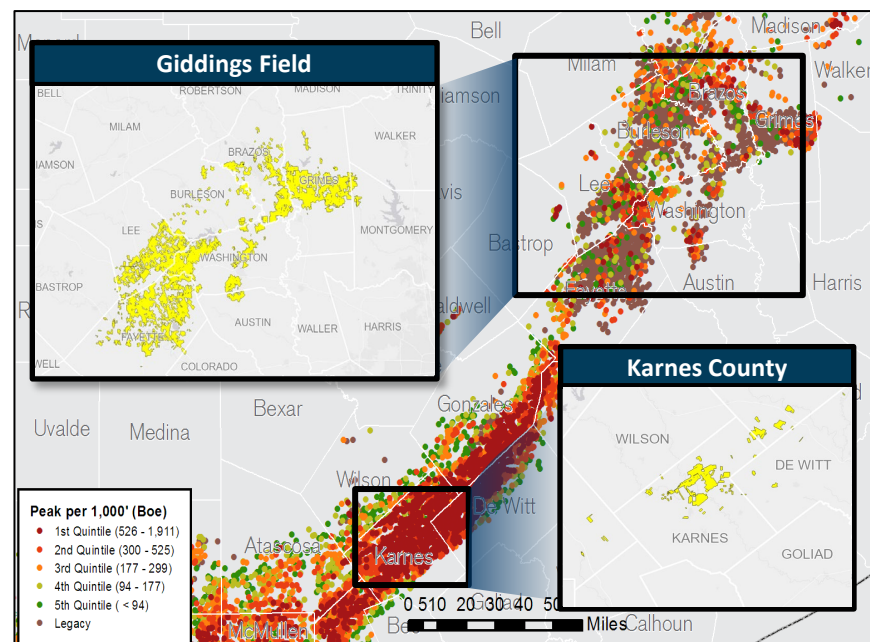 Bell
Madison
Milam
Walker
Brazos
Grimes
Burleson
Lee
Washington
Bastrop
Austin
Harris
Fayette
Giddings Field
BELL
ROBERTSON
MADISON
TRINITY
MILAM
WALKER
BRAZOS
GRIMES
BURLESON
LEE
MONTGOMERY
WASHINGTON
BASTROP
AUSTIN
WALLER
HARRIS
FAYETTE
COLORADO
Gonzales
Bexar
Uvalde
Medina
Wilson
De Witt
Atascosa
Karnes
McMullen
Calhoun
Karnes County
WILSON
DE WITT
KARNES
GOLIAD
Peak per 1,000' (Boe)
1st Quintile (526 - 1,911)
2nd Quintile (300 - 525)
3rd Quintile (177 - 299)
4th Quintile (94 - 177)
5th Quintile ( < 94)
Legacy
0 5 10 20 30 40 50
Miles